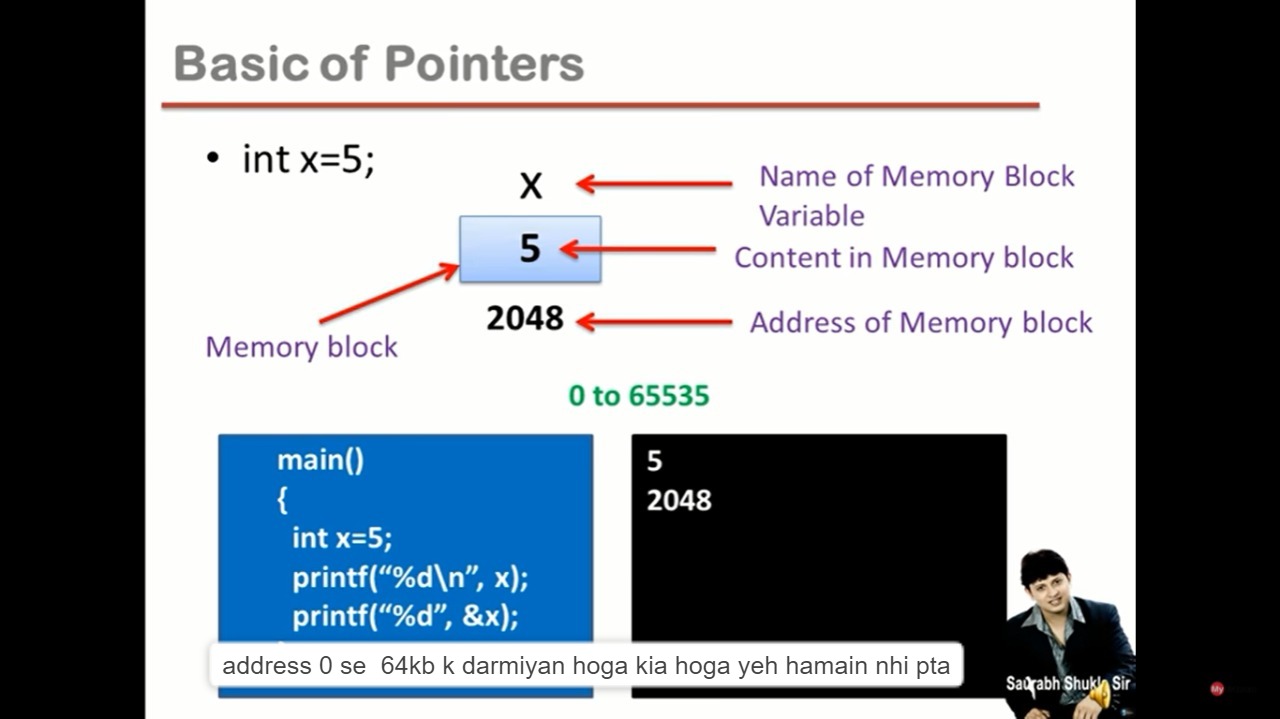 Basic of Pointers
• int x=5;
X
Name of Memory Block
Variable
5
Content in Memory block
2048
Address of Memory block
Memory block
0 to 65535
main()
{
int x=5;
printf(“%d\n”, x);
printf(“%d”, &x);
5
2048
address 0 se  64kb k darmiyan hoga kia hoga yeh hamain nhi pta
Saurabh Shukla Sir
My